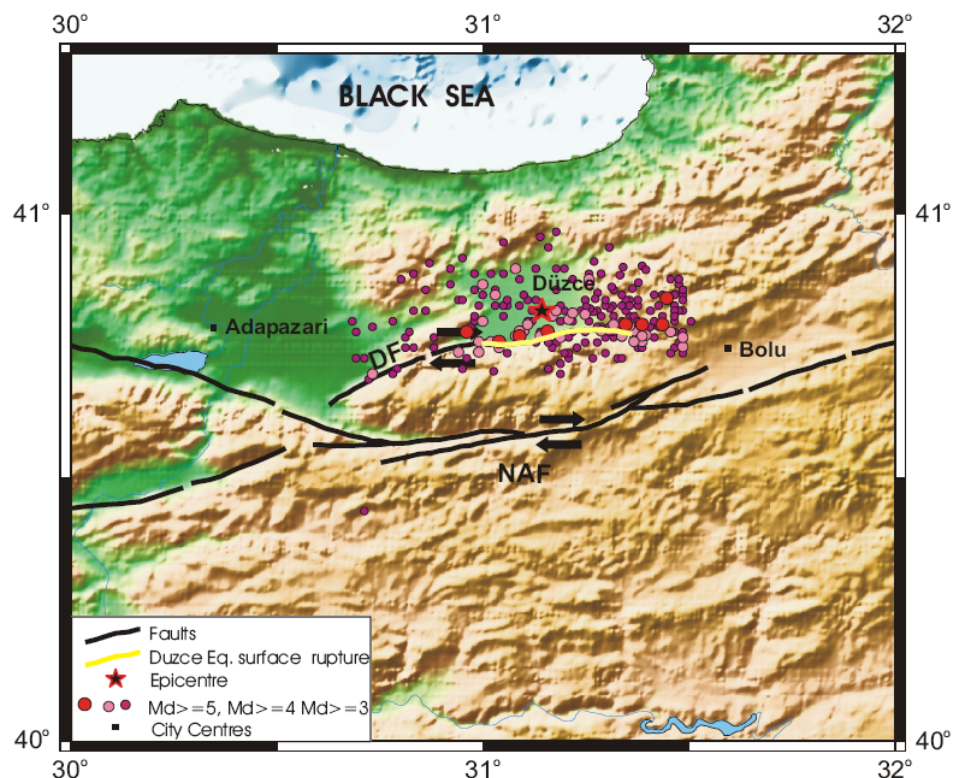 30° 31° 32°
BLACK SEA
41° 41°
Düzce
Adapazari
DF
Bolu
NAF
Faults
Duzce Eq. surface rupture
Epicentre
Md>=5, Md>=4 Md>=3
City Centres
40° 40°
30° 31° 32°